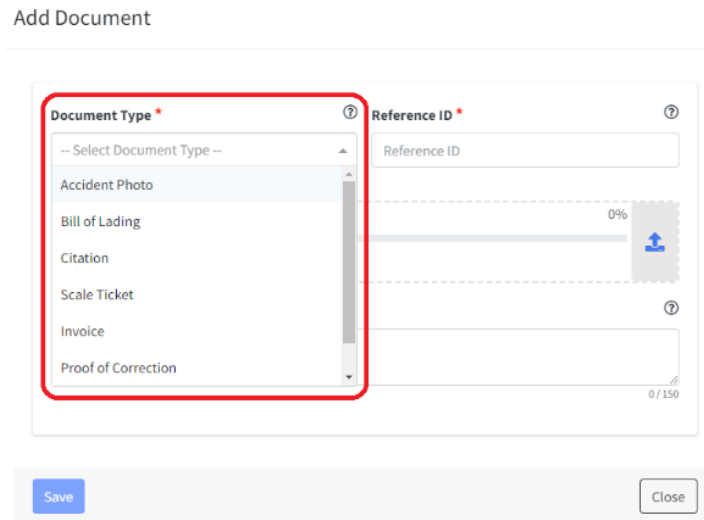 Add Document
Document Type * Reference ID *
-- Select Document Type -- Reference ID
Accident Photo
Bill of Lading
0%
Citation
Scale Ticket
Invoice
Proof of Correction
0 / 150
Save Close